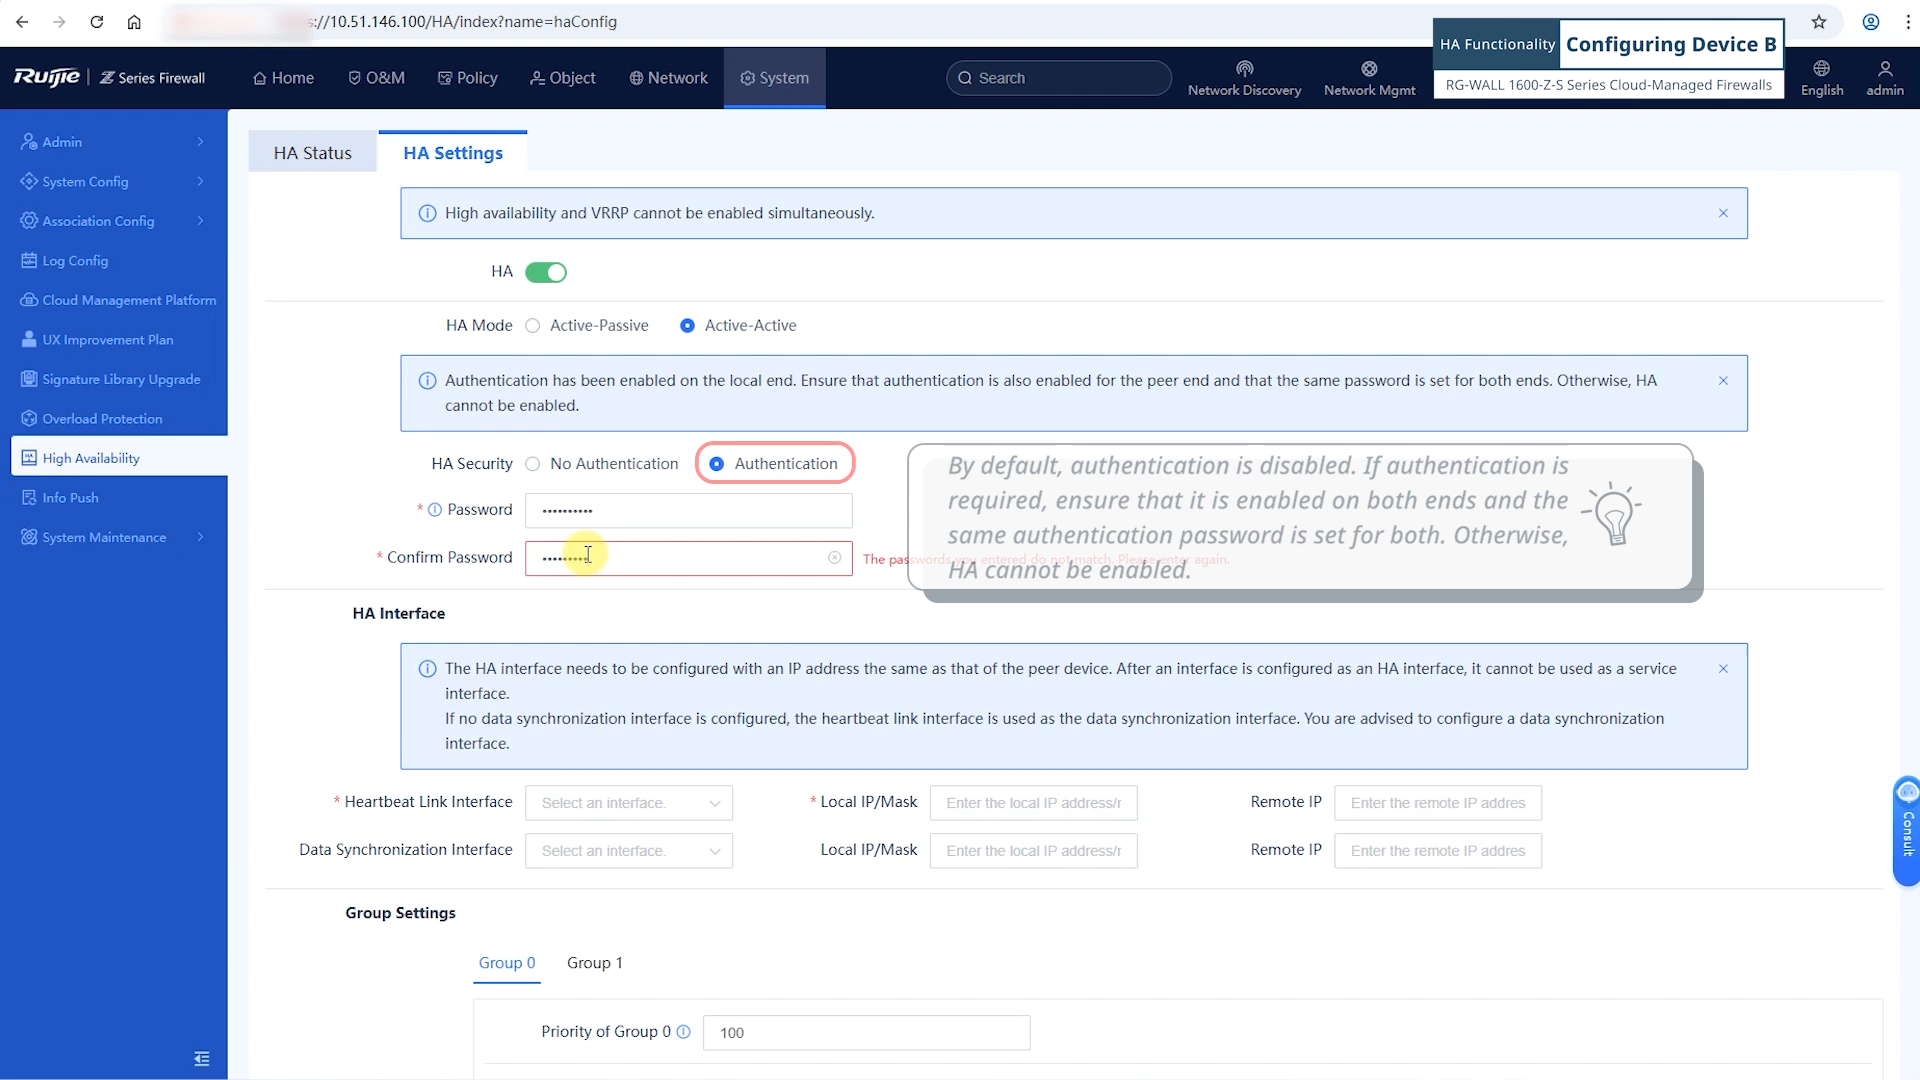 ://10.51.146.100/HA/index?name=haConfig
HA Functionality
Configuring Device B
RG-WALL 1600-Z-S Series Cloud-Managed Firewalls
Ruijie
Z Series Firewall
Home
O&M
Policy
Object
Network
System
Search
Network Discovery
Network Mgmt
English
admin
Admin
System Config
Association Config
Log Config
Cloud Management Platform
UX Improvement Plan
Signature Library Upgrade
Overload Protection
High Availability
Info Push
System Maintenance
HA Status
HA Settings
High availability and VRRP cannot be enabled simultaneously.
HA
HA Mode
Active-Passive
Active-Active
Authentication has been enabled on the local end. Ensure that authentication is also enabled for the peer end and that the same password is set for both ends. Otherwise, HA
cannot be enabled.
HA Security
No Authentication
Authentication
By default, authentication is disabled. If authentication is
required, ensure that it is enabled on both ends and the
same authentication password is set for both. Otherwise,
HA cannot be enabled.
* Password ••••••••••
* Confirm Password •••••••••
The passwords you entered do not match. Please enter again.
HA Interface
The HA interface needs to be configured with an IP address the same as that of the peer device. After an interface is configured as an HA interface, it cannot be used as a service
interface.
If no data synchronization interface is configured, the heartbeat link interface is used as the data synchronization interface. You are advised to configure a data synchronization
interface.
* Heartbeat Link Interface
Select an interface.
* Local IP/Mask
Enter the local IP address/r
Remote IP
Enter the remote IP addres
Data Synchronization Interface
Select an interface.
Local IP/Mask
Enter the local IP address/r
Remote IP
Enter the remote IP addres
Consult
Group Settings
Group 0
Group 1
Priority of Group 0
100